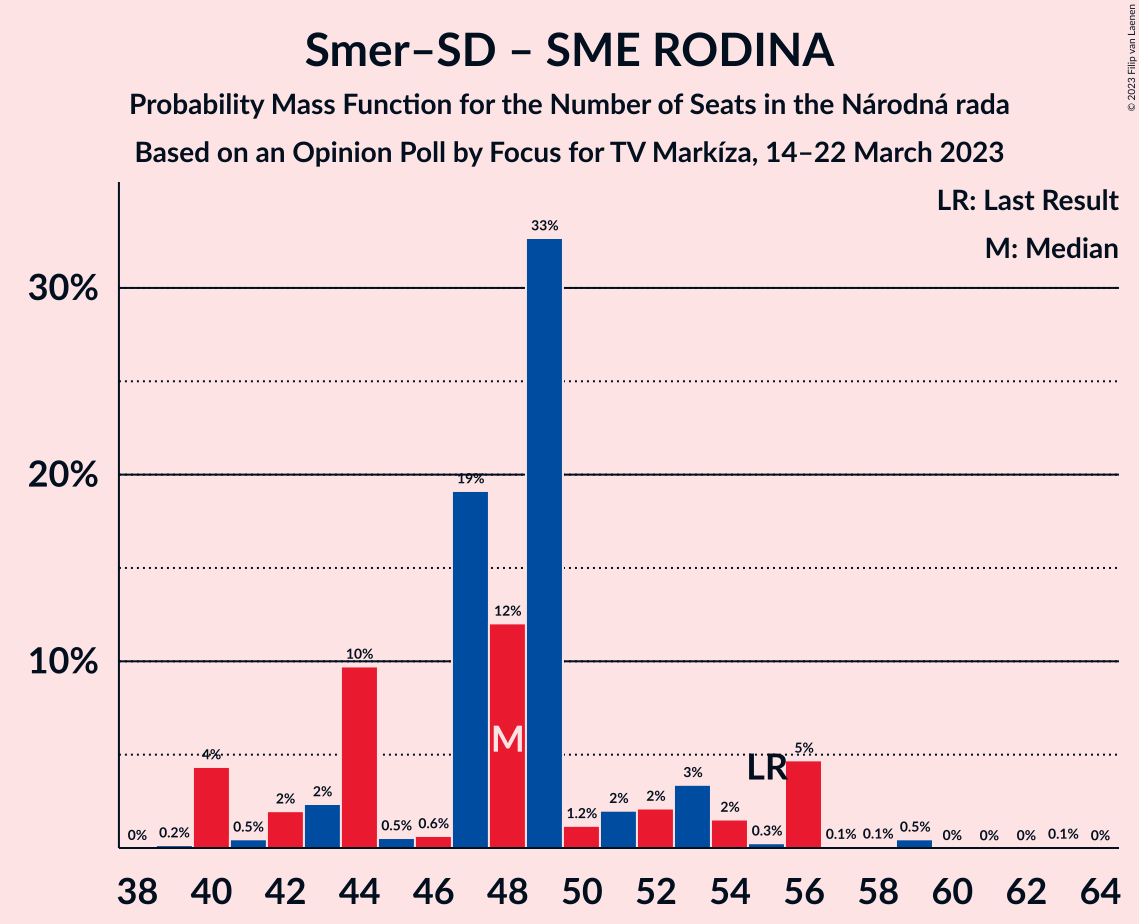 Smer–SD – SME RODINA
Probability Mass Function for the Number of Seats in the Národná rada
Based on an Opinion Poll by Focus for TV Markíza, 14–22 March 2023
© 2023 Filip van Laenen
LR: Last Result
M: Median
30%
20%
10%
0% 0.2% 4% 0.5% 2% 2% 10% 0.5% 0.6% 19% 12% 33% 1.2% 2% 2% 3% 2% 0.3% 5% 0.1% 0.1% 0.5% 0% 0% 0% 0.1% 0%
M
LR
38 40 42 44 46 48 50 52 54 56 58 60 62 64